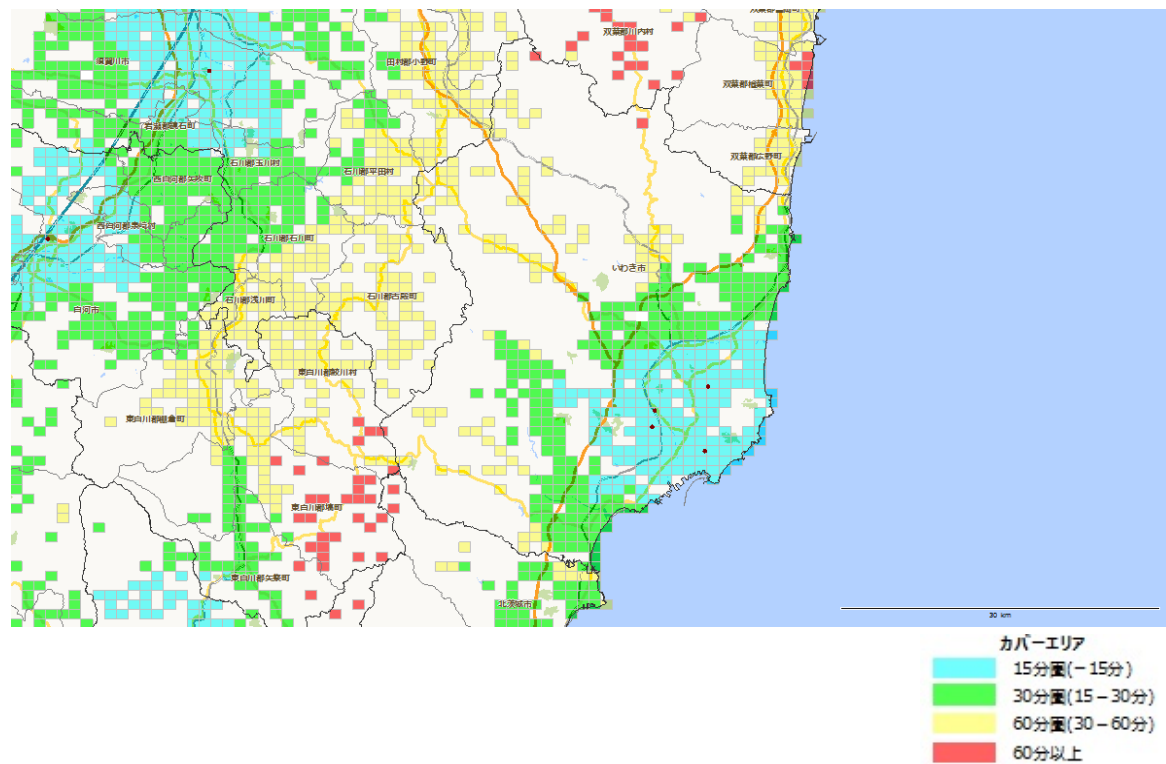 双葉郡川内村
須賀川市
田村郡小野町
双葉郡楢葉町
岩瀬郡鏡石町
双葉郡広野町
石川郡玉川村
石川郡平田村
西白河郡矢吹町
西白河郡泉崎村
石川郡石川町
いわき市
石川郡浅川町
石川郡古殿町
白河市
東白川郡鮫川村
東白川郡棚倉町
東白川郡塙町
東白川郡矢祭町
北茨城市
20 km
カバーエリア
15分圏(－15分)
30分圏(15－30分)
60分圏(30－60分)
60分以上